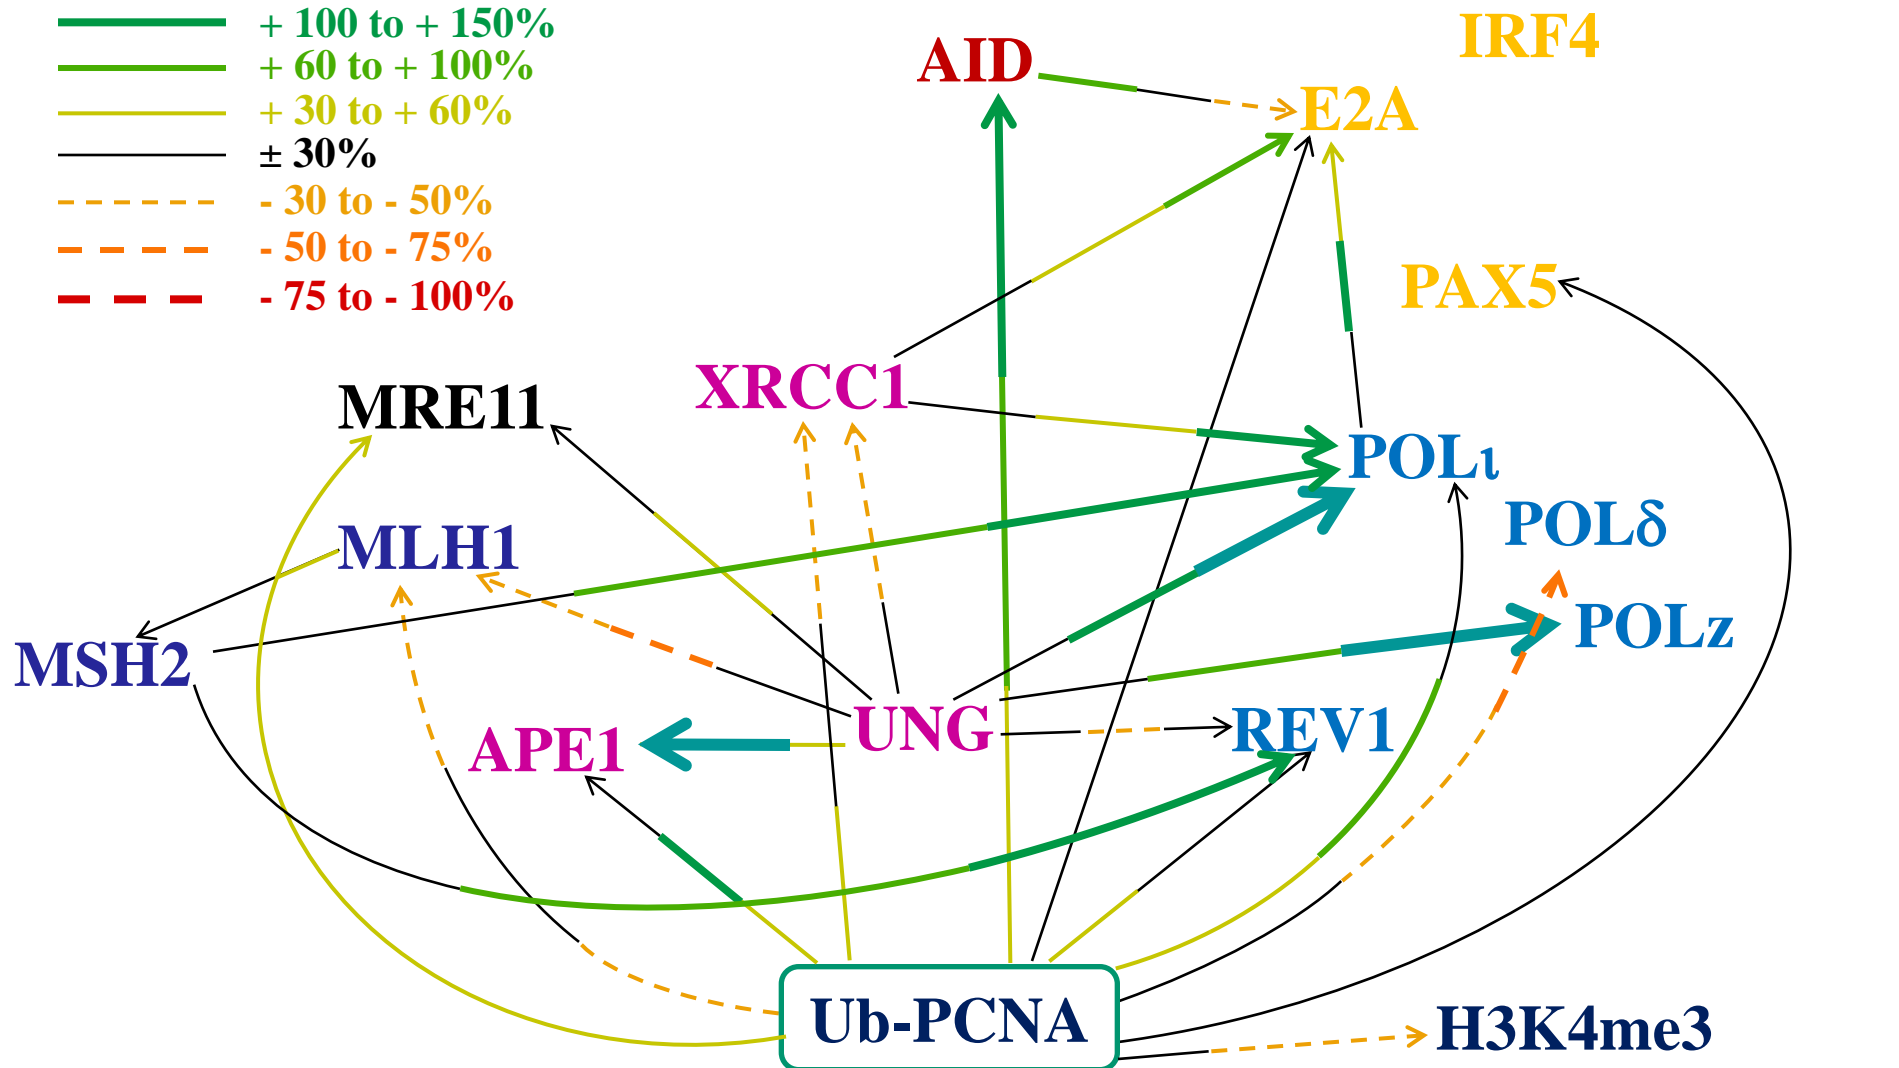 + 100 to + 150%
+ 60 to + 100%
+ 30 to + 60%
± 30%
- 30 to - 50%
- 50 to - 75%
- 75 to - 100%
IRF4
AID
E2A
PAX5
XRCC1
MRE11
POLι
POLδ
MLH1
POLz
MSH2
UNG
REV1
APE1
Ub-PCNA
H3K4me3